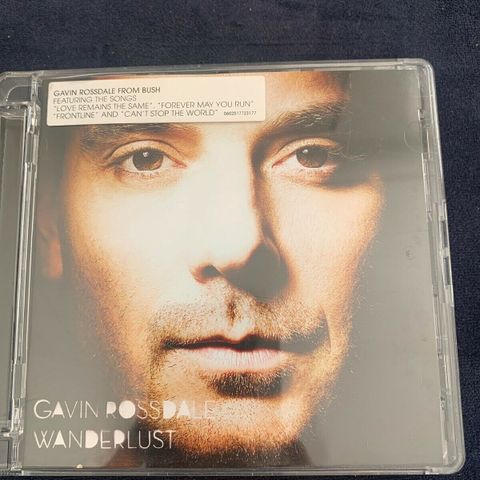 GAVIN ROSSDALE FROM BUSH
FEATURING THE SONGS
"LOVE REMAINS THE SAME", "FOREVER MAY YOU RUN"
"FRONTLINE" AND "CAN'T STOP THE WORLD" 0602517723177
GAVIN ROSSDALE
WANDERLUST